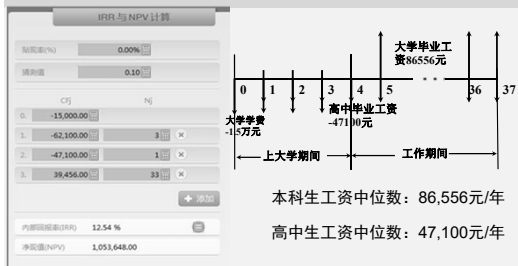 IRR与NPV计算
贴现率(%) 0.00%
猜测值 0.10
CFj Nj
0. -15,000.00
1. -62,100.00 3
2. -47,100.00 1
3. 39,456.00 33
+ 添加
内部回报率(IRR) 12.54 %
净现值(NPV) 1,053,648.00
大学毕业工
资86556元
0 1 2 3 4 5 36 37
大学学费
-1.5万元
高中毕业工资
-47100元
上大学期间
工作期间
本科生工资中位数：86,556元/年
高中生工资中位数：47,100元/年